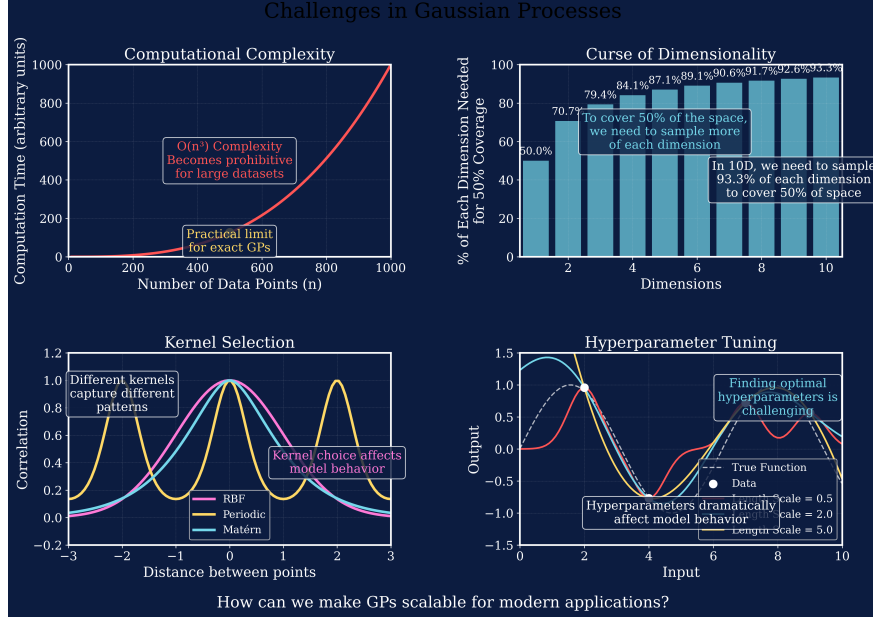 Challenges in Gaussian Processes
Computational Complexity
Computation Time (arbitrary units)
1000
800
600
400
200
0
O(n³) Complexity
Becomes prohibitive
for large datasets
Practical limit
for exact GPs
0 200 400 600 800 1000
Number of Data Points (n)
Curse of Dimensionality
% of Each Dimension Needed
for 50% Coverage
100
80
60
40
20
0
50.0% 70.7% 79.4% 84.1% 87.1% 89.1% 90.6% 91.7% 92.6% 93.3%
To cover 50% of the space,
we need to sample more
of each dimension
In 10D, we need to sample
93.3% of each dimension
to cover 50% of space
2 4 6 8 10
Dimensions
Kernel Selection
Correlation
1.2
1.0
0.8
0.6
0.4
0.2
0.0
−0.2
Different kernels
capture different
patterns
Kernel choice affects
model behavior
RBF
Periodic
Matérn
−3 −2 −1 0 1 2 3
Distance between points
Hyperparameter Tuning
Output
1.5
1.0
0.5
0.0
−0.5
−1.0
−1.5
Finding optimal
hyperparameters is
challenging
True Function
Data
Length Scale = 0.5
Scale = 2.0
Length Scale = 5.0
Hyperparameters dramatically
affect model behavior
0 2 4 6 8 10
Input
How can we make GPs scalable for modern applications?